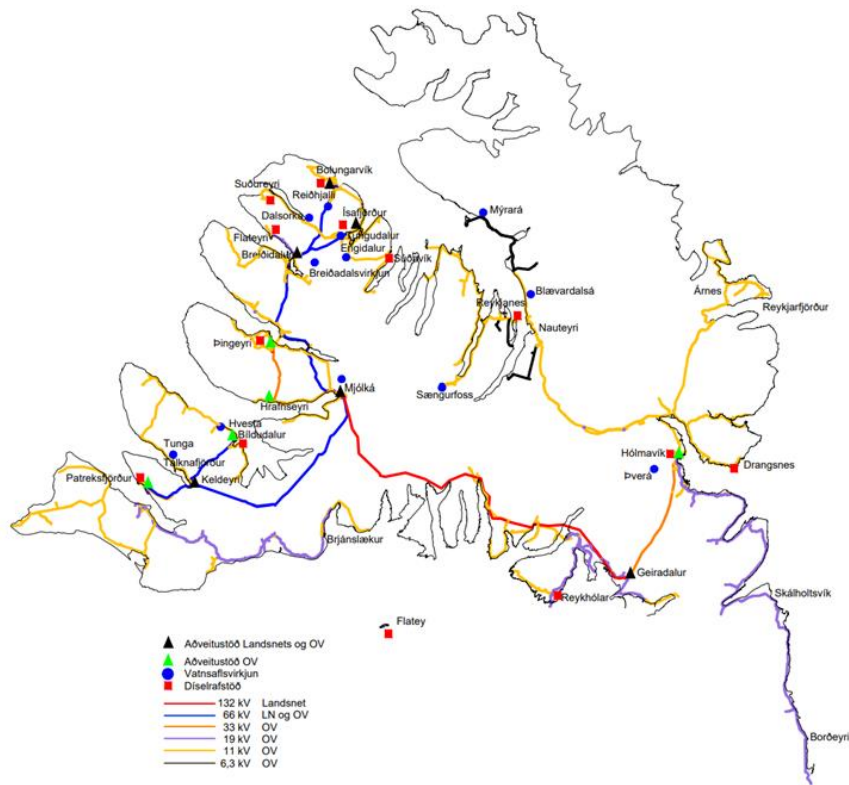 Bolungarvík
Suðureyri
Reiðhjalli
Dalsorka
Ísafjörður
Flateyri
Tungudalur
Breiðidalur
Engidalur
Súðavík
Breiðadalsvirkjun
Mýrará
Árnes
Reykjarfjörður
Blævardalsá
Reykjanes
Nauteyri
Þingeyri
Mjólká
Sængurfoss
Hrafnseyri
Hvesta
Bíldudalur
Tunga
Tálknafjörður
Hólmavík
Drangsnes
Þverá
Patreksfjörður
Keldeyri
Brjánslækur
Geiradalur
Reykhólar
Skálholtsvík
Flatey
Borðeyri
Aðveitustöð Landsnets og OV
Aðveitustöð OV
Vatnsaflsvirkjun
Díselrafstöð
132 kV Landsnet
66 kV LN og OV
33 kV OV
19 kV OV
11 kV OV
6,3 kV OV